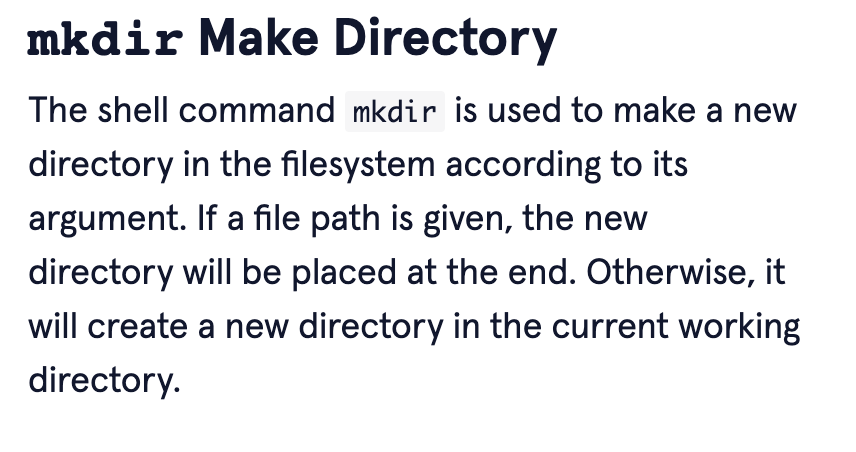 mkdir Make Directory
The shell command mkdir is used to make a new
directory in the filesystem according to its
argument. If a file path is given, the new
directory will be placed at the end. Otherwise, it
will create a new directory in the current working
directory.